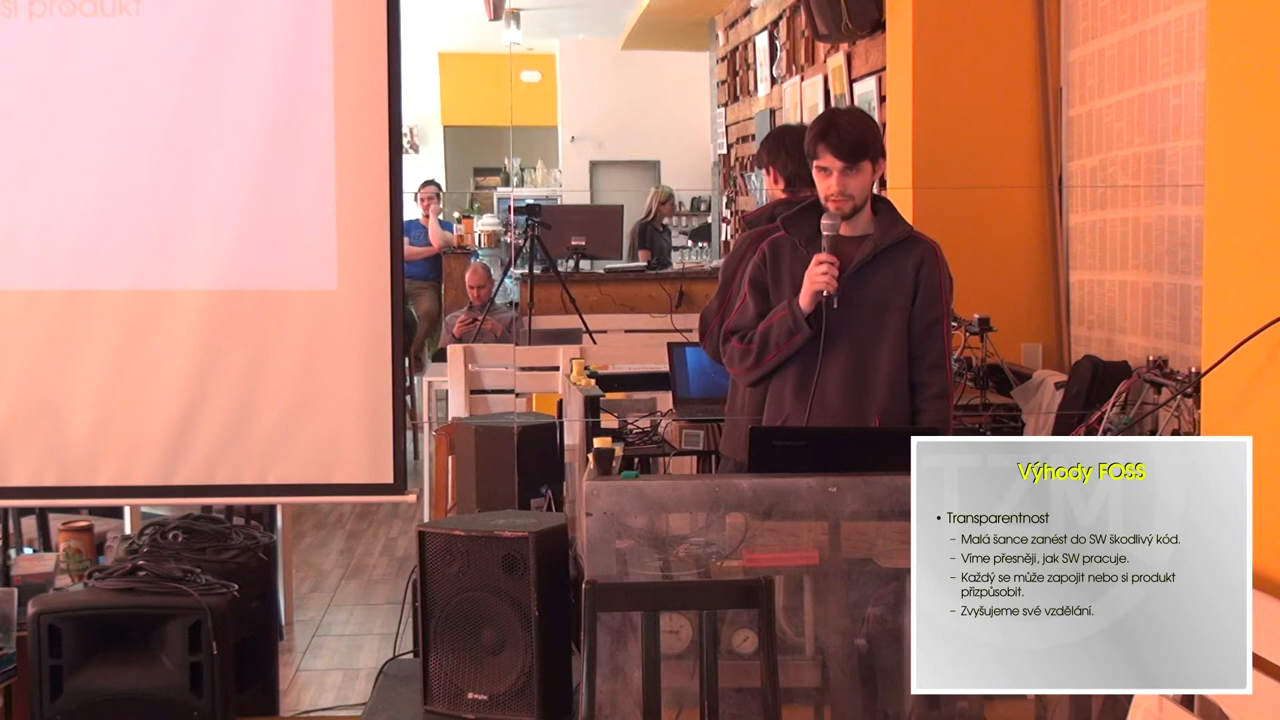 si produkt
Výhody FOSS
• Transparentnost
– Malá šance zanést do SW škodlivý kód.
– Víme přesněji, jak SW pracuje.
– Každý se může zapojit nebo si produkt
přizpůsobit.
– Zvyšujeme své vzdělání.